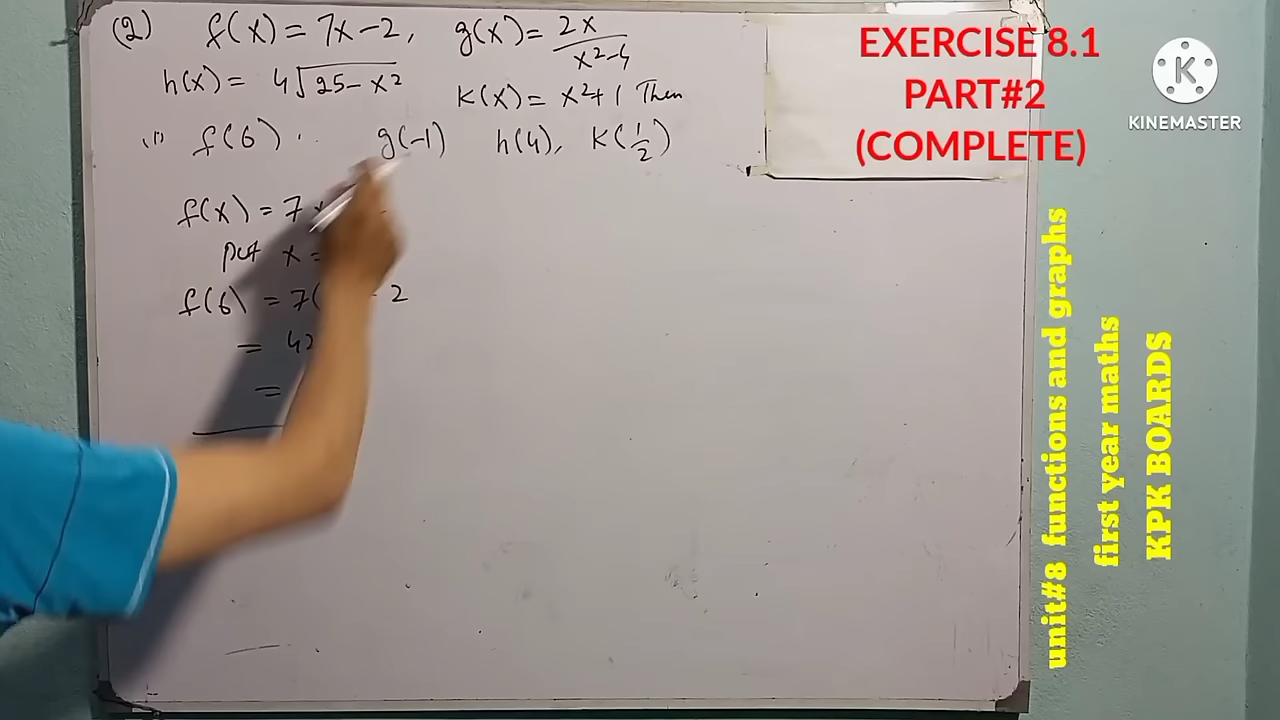 (2) f(x) = 7x-2, g(x) = 2x / x²-4
h(x) = 4√25-x² K(x) = x²+1 Then
(i) f(6), g(-1) h(4), K(1/2)
f(x) = 7x
put x =
f(6) = 7( - 2
= 42
=
EXERCISE 8.1
PART#2
(COMPLETE)
K
KINEMASTER
unit#8 functions and graphs
first year maths
KPK BOARDS